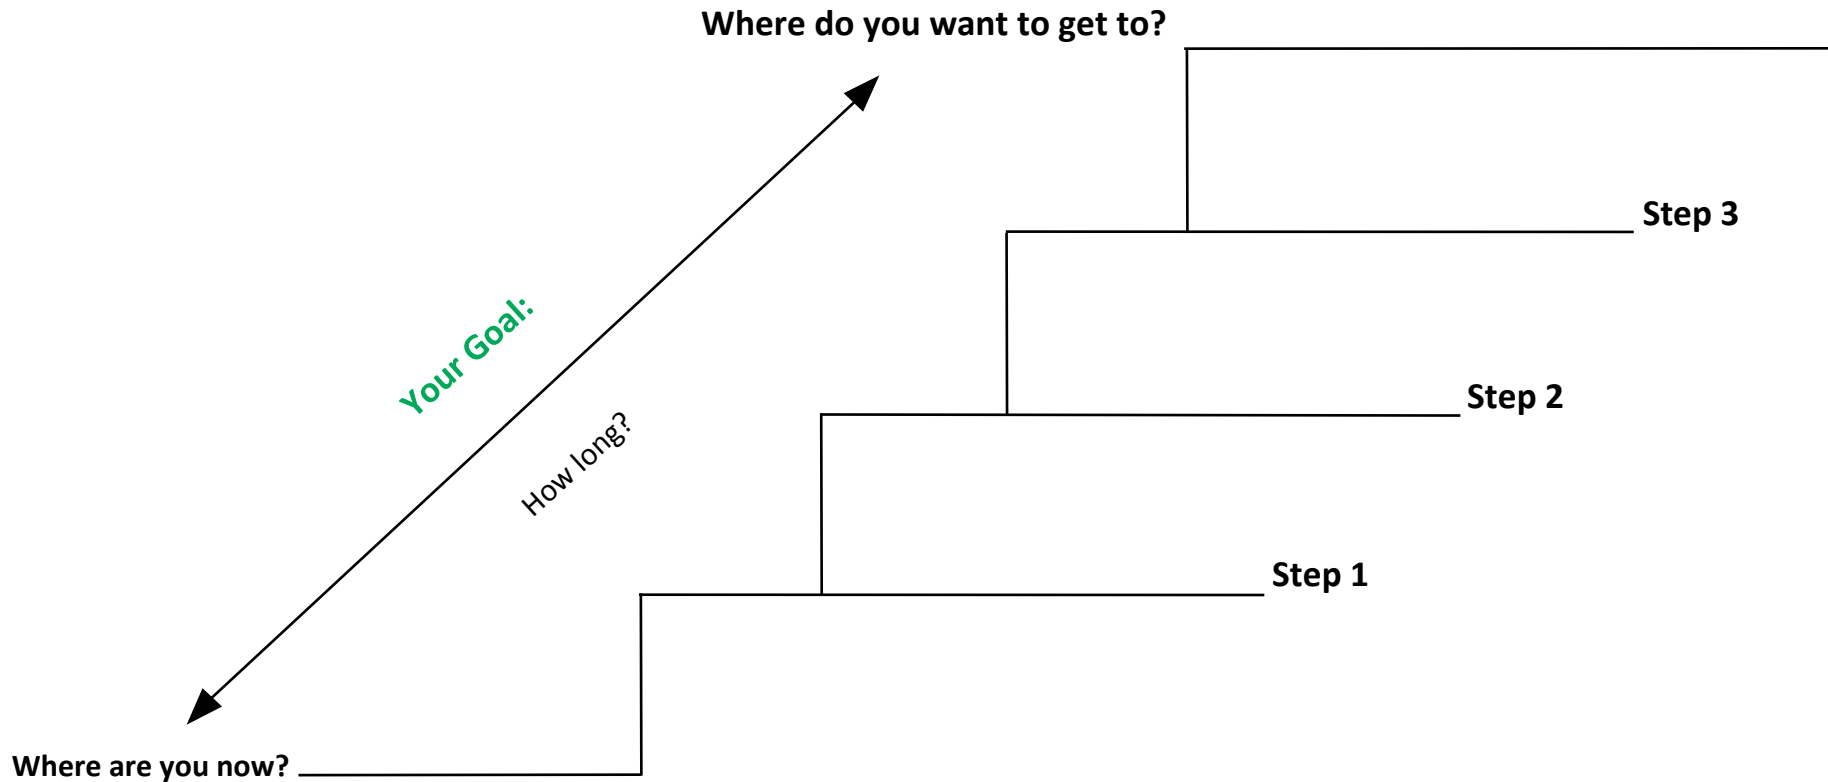 Where do you want to get to?
Step 3
Your Goal:
Step 2
How long?
Step 1
Where are you now?